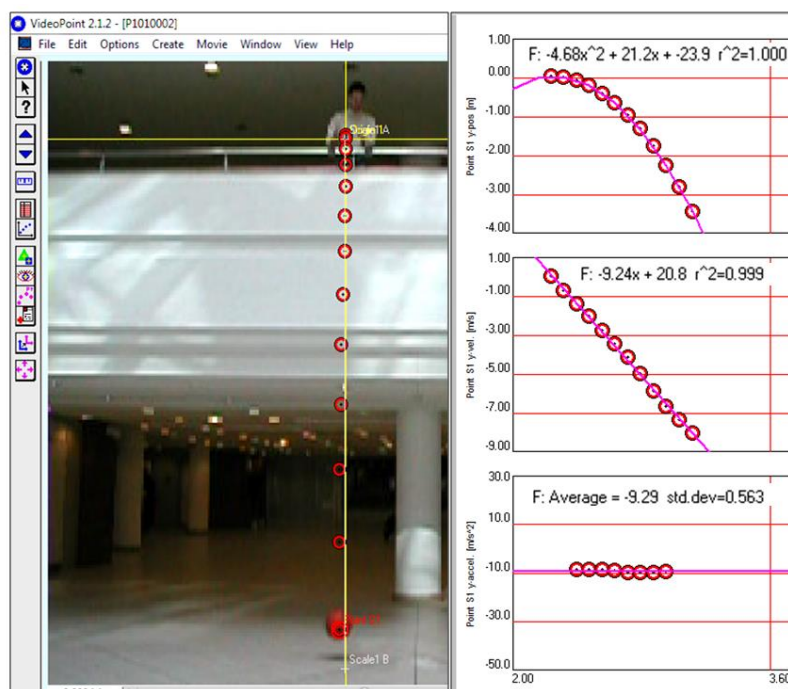 VideoPoint 2.1.2 - [P1010002]
File Edit Options Create Movie Window View Help
Scale1 B
1.00
0.00
-1.00
-2.00
-3.00
-4.00
Point S1 y-pos [m]
F: -4.68x^2 + 21.2x + -23.9 r^2=1.000
1.00
-1.00
-3.00
-5.00
-7.00
-9.00
Point S1 y-vel. [m/s]
F: -9.24x + 20.8 r^2=0.999
30.0
10.0
-10.0
-30.0
-50.0
Point S1 y-accel. [m/s^2]
F: Average = -9.29 std.dev=0.563
2.00
3.60